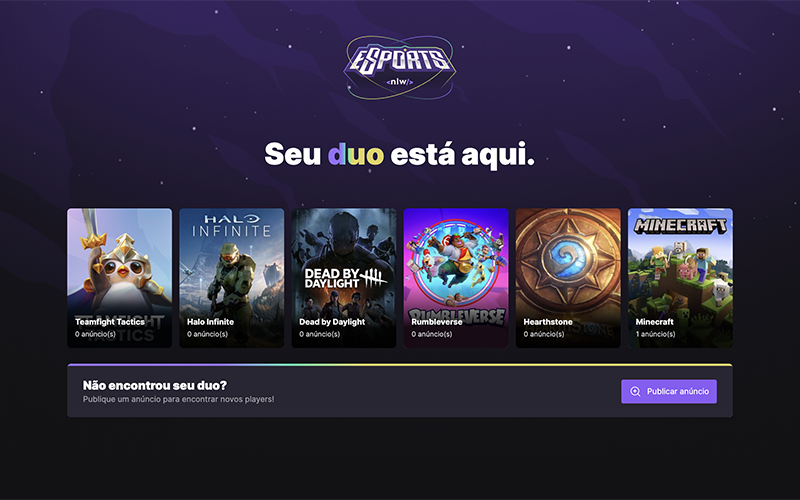 ESPORTS
<nlw/>
Seu duo está aqui.
HALO
INFINITE
DEAD BY
DAYLIGHT
RUMBLEVERSE
MINECRAFT
TEAMFIGHT
TACTICS
Teamfight Tactics
0 anúncio(s)
Halo Infinite
0 anúncio(s)
Dead by Daylight
0 anúncio(s)
Rumbleverse
0 anúncio(s)
Hearthstone
0 anúncio(s)
Minecraft
1 anúncio(s)
Não encontrou seu duo?
Publique um anúncio para encontrar novos players!
Publicar anúncio